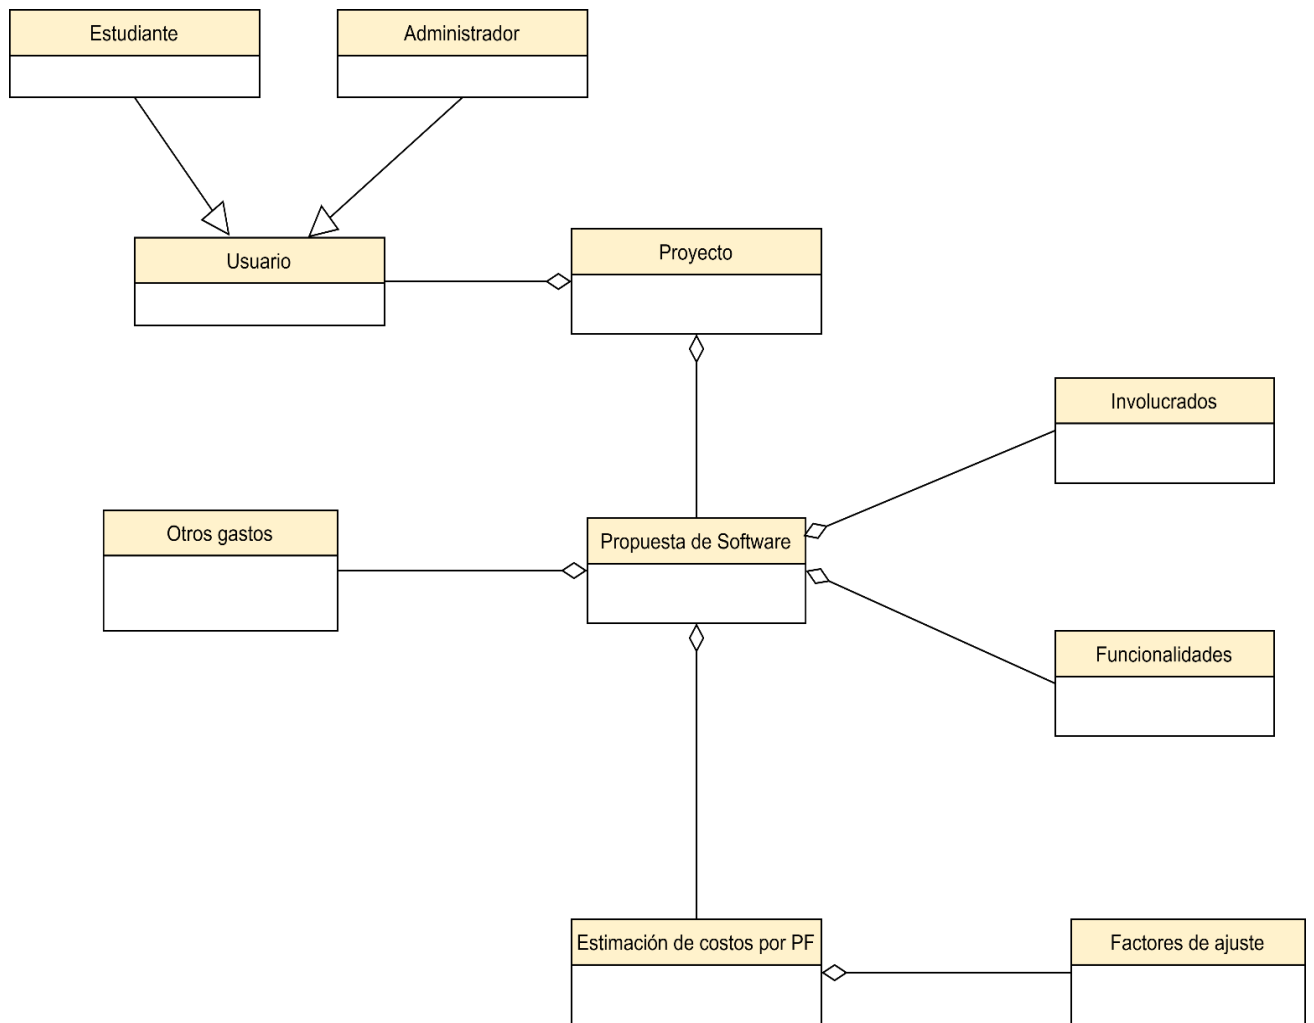 Estudiante
Administrador
Usuario
Proyecto
Involucrados
Otros gastos
Propuesta de Software
Funcionalidades
Estimación de costos por PF
Factores de ajuste